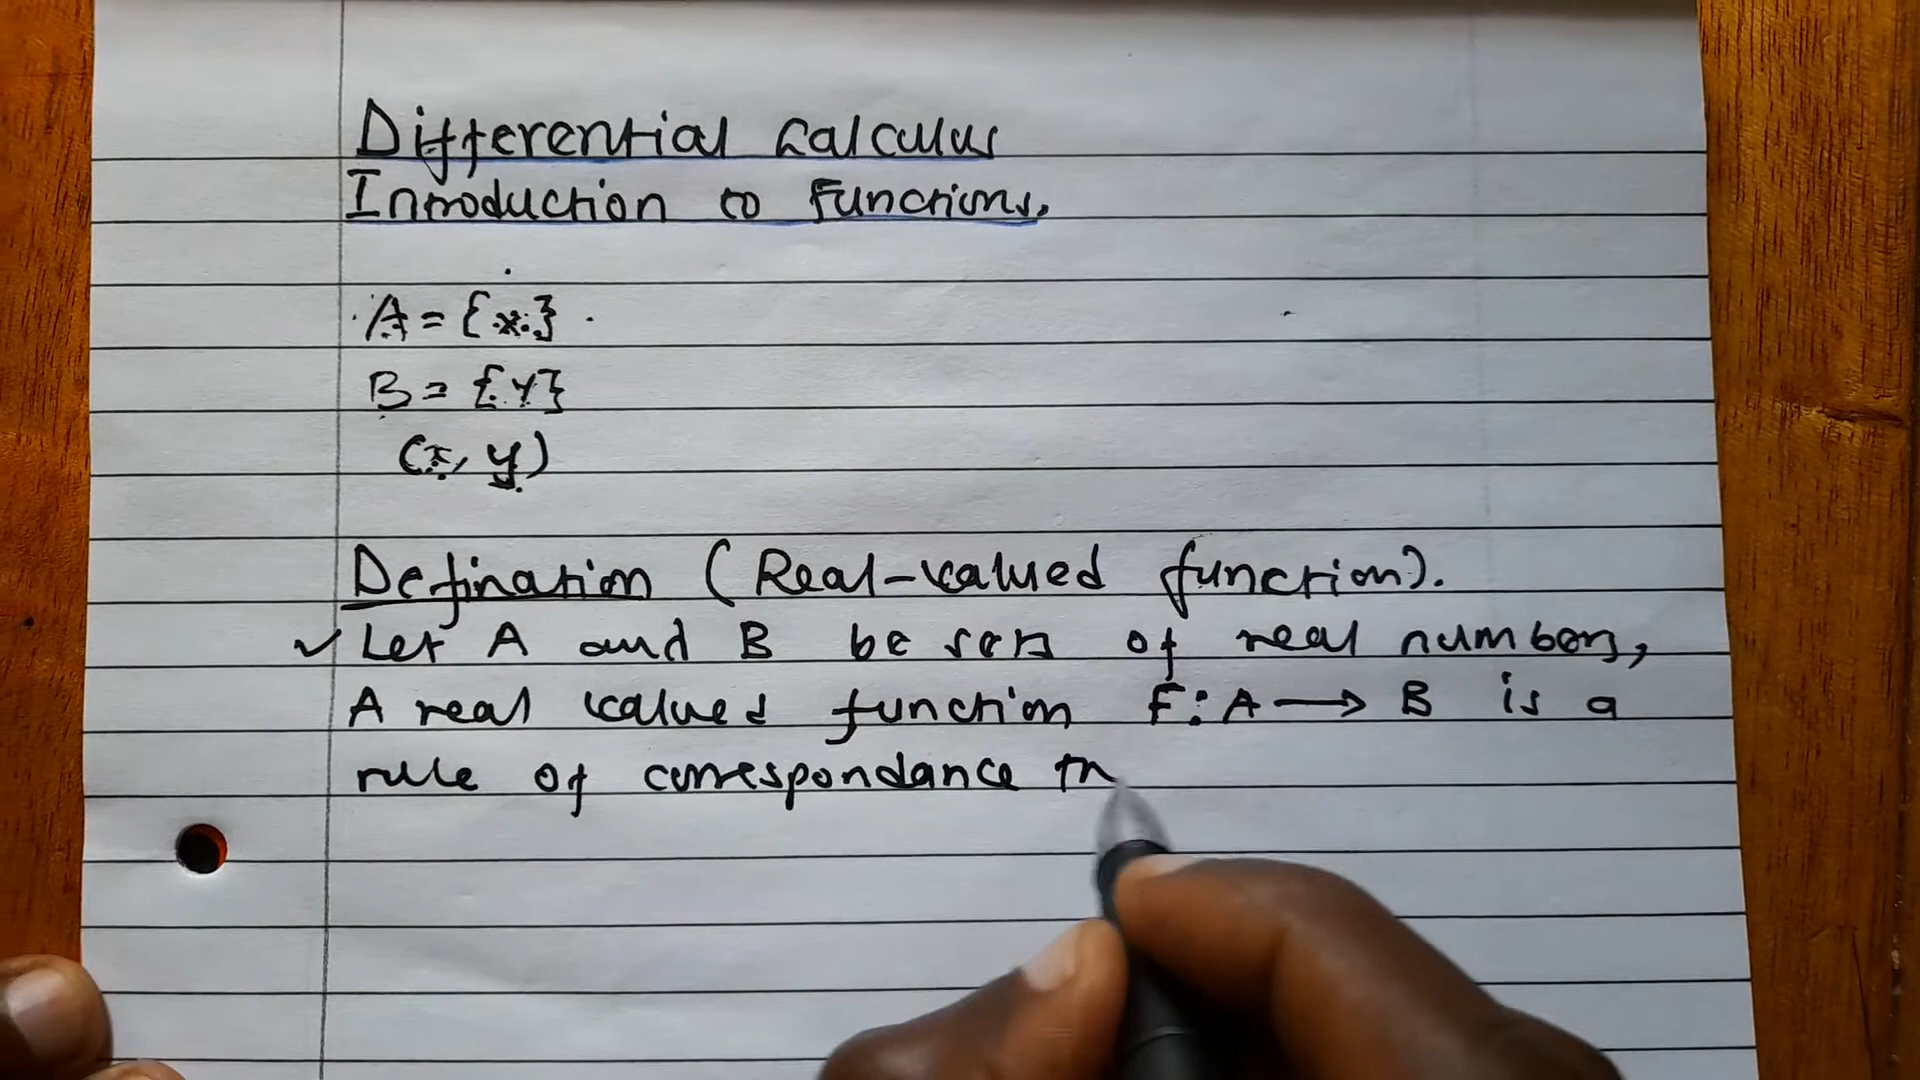 Differential Calculus
Introduction to Functions.
A = {x}
B = {Y}
(x, y)
Defination (Real-valued function).
✓ Let A and B be sets of real numbers,
A real valued function F: A → B is a
rule of correspondance th